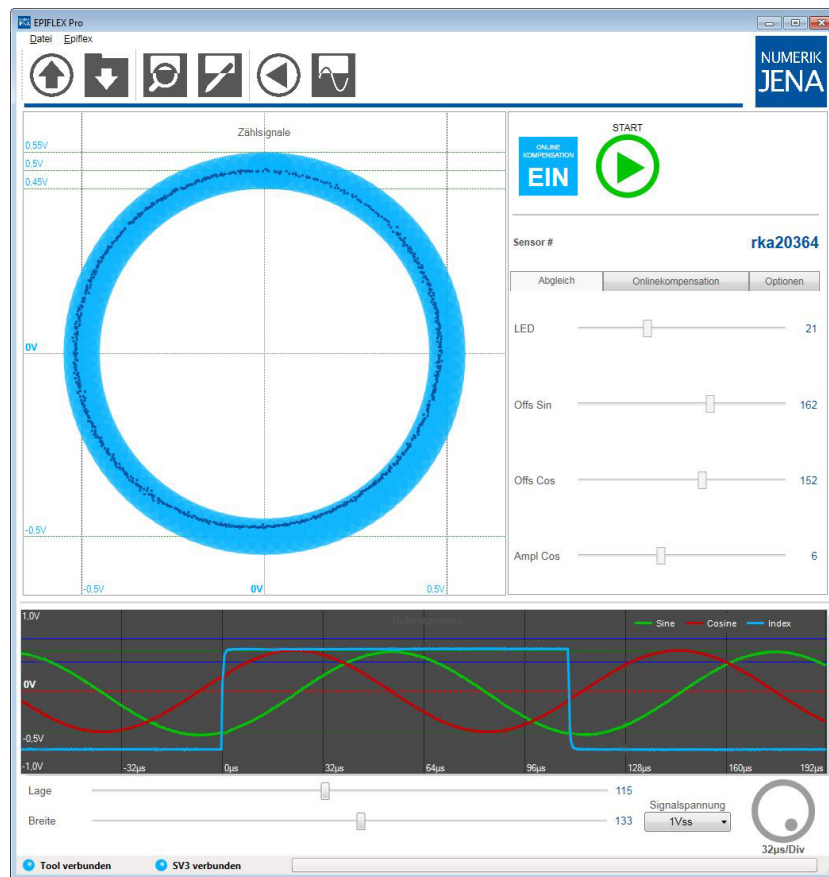 EPIFLEX Pro
Datei Epiflex
NUMERIK
JENA
Zählsignale
0,55V
0,5V
0,45V
0V
-0,5V
-0,5V 0V 0,5V
START
ONLINE
KOMPENSATION
EIN
Sensor # rka20364
Abgleich Onlinekompensation Optionen
LED 21
Offs Sin 162
Offs Cos 152
Ampl Cos 6
1,0V Referenzmarke Sine Cosine Index
0V
-0,5V
-1,0V -32µs 0µs 32µs 64µs 96µs 128µs 160µs 192µs
Lage 115
Breite 133
Signalspannung
1Vss
32µs/Div
Tool verbunden SV3 verbunden